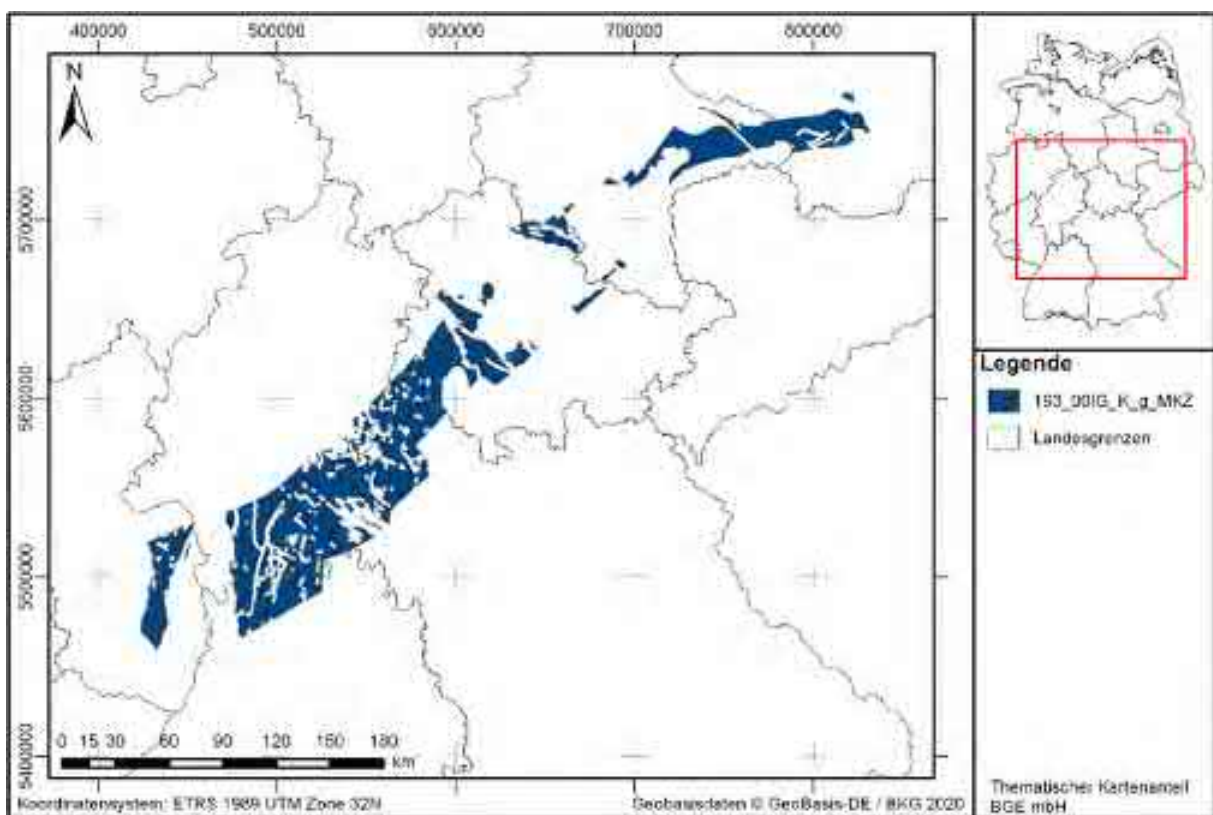 400000 500000 600000 700000 800000
N
5700000
5600000
5500000
5400000
0 15 30 60 90 120 150 180
km
Koordinatensystem: ETRS 1989 UTM Zone 32N
Geobasisdaten © GeoBasis-DE / BKG 2020
Legende
193_00IG_K_g_MKZ
Landesgrenzen
Thematischer Kartenanteil
BGE mbH